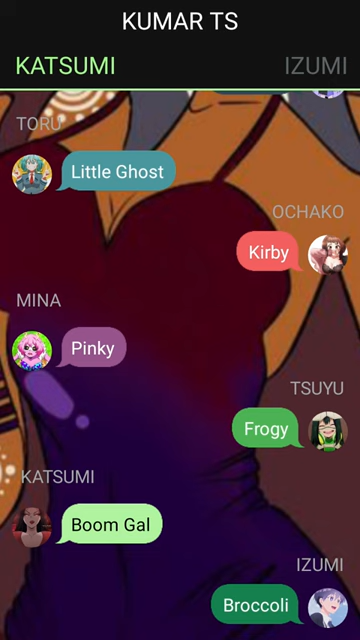 KUMAR TS
KATSUMI
IZUMI
TORU
Little Ghost
OCHAKO
Kirby
MINA
Pinky
TSUYU
Frogy
KATSUMI
Boom Gal
IZUMI
Broccoli